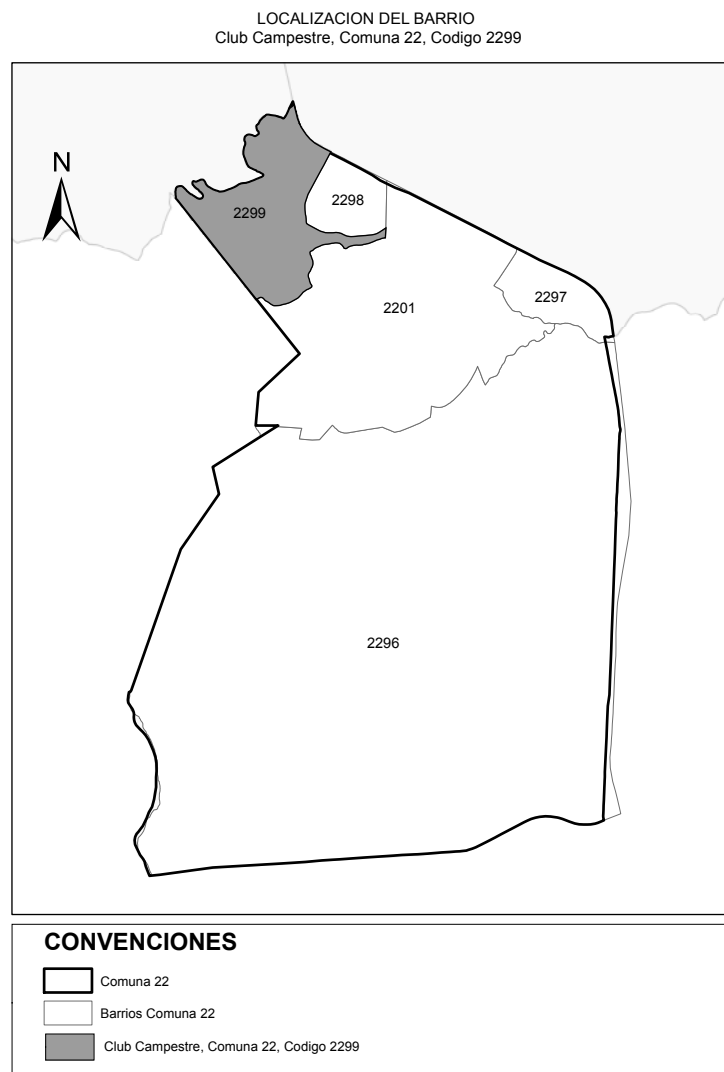 LOCALIZACION DEL BARRIO
Club Campestre, Comuna 22, Codigo 2299
N
2298
2299
2297
2201
2296
CONVENCIONES
Comuna 22
Barrios Comuna 22
Club Campestre, Comuna 22, Codigo 2299